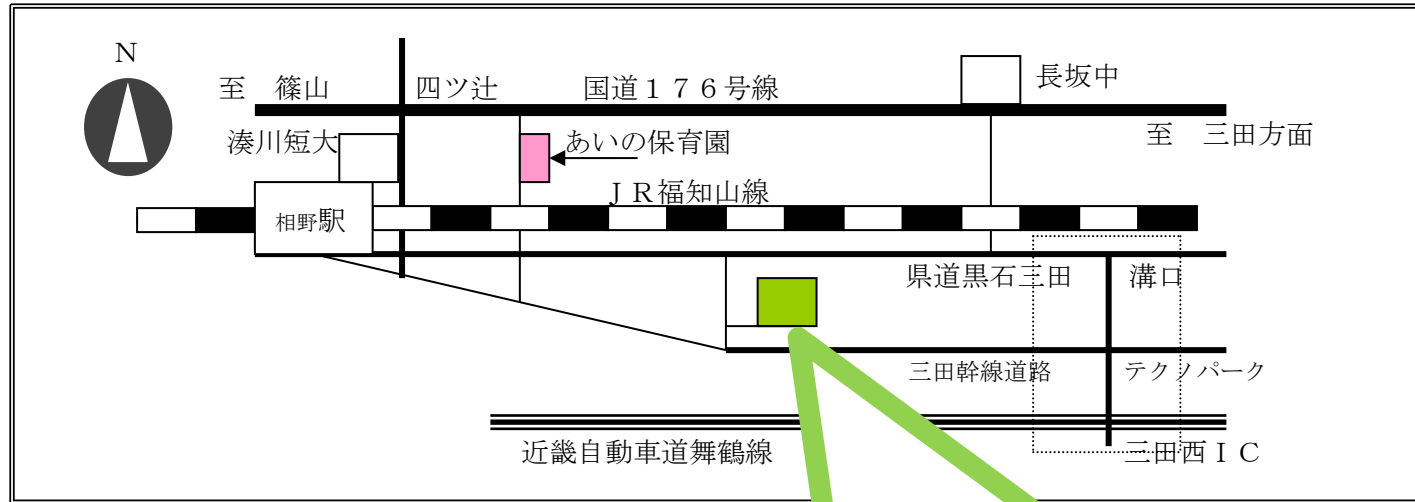 N
至 篠山 四ツ辻 国道176号線 長坂中
湊川短大 あいの保育園 至 三田方面
JR福知山線
相野駅
県道黒石三田 溝口
三田幹線道路 テクノパーク
近畿自動車道舞鶴線 三田西IC